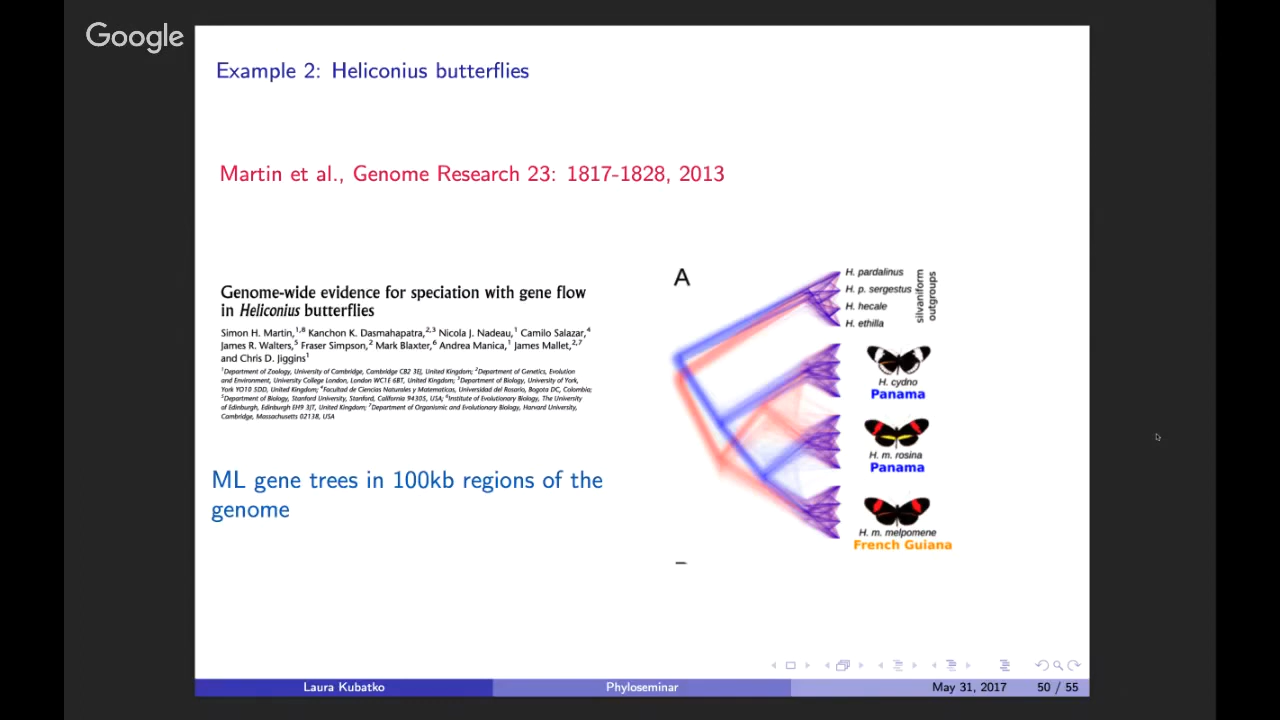 Google
Example 2: Heliconius butterflies
Martin et al., Genome Research 23: 1817-1828, 2013
Genome-wide evidence for speciation with gene flow
in Heliconius butterflies
Simon H. Martin,1,8 Kanchon K. Dasmahapatra,2,3 Nicola J. Nadeau,1 Camilo Salazar,4
James R. Walters,5 Fraser Simpson,2 Mark Blaxter,6 Andrea Manica,1 James Mallet,2,7
and Chris D. Jiggins1
1Department of Zoology, University of Cambridge, Cambridge CB2 3EJ, United Kingdom; 2Department of Genetics, Evolution
and Environment, University College London, London WC1E 6BT, United Kingdom; 3Department of Biology, University of York,
York YO10 5DD, United Kingdom; 4Facultad de Ciencias Naturales y Matematicas, Universidad del Rosario, Bogota DC, Colombia;
5Department of Biology, Stanford University, Stanford, California 94305, USA; 6Institute of Evolutionary Biology, The University
of Edinburgh, Edinburgh EH9 3JT, United Kingdom; 7Department of Organismic and Evolutionary Biology, Harvard University,
Cambridge, Massachusetts 02138, USA
ML gene trees in 100kb regions of the
genome
A
H. pardalinus
H. p. sergestus
H. hecale
H. ethilla
silvaniform
outgroups
H. cydno
Panama
H. m. rosina
Panama
H. m. melpomene
French Guiana
Laura Kubatko
Phyloseminar
May 31, 2017
50 / 55